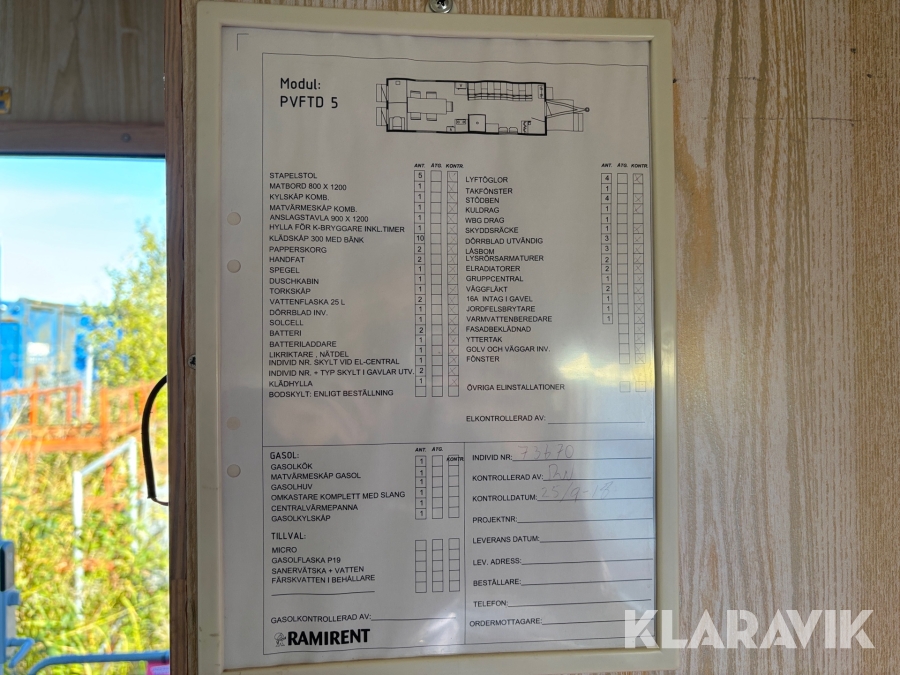 Modul:
PVFTD 5
ANT. ÅTG. KONTR.
STAPELSTOL 5
MATBORD 800 X 1200 1
KYLSKÅP KOMB. 1
MATVÄRMESKÅP KOMB. 1
ANSLAGSTAVLA 900 X 1200 1
HYLLA FÖR K-BRYGGARE INKL.TIMER 1
KLÄDSKÅP 300 MED BÄNK 10
PAPPERSKORG 2
HANDFAT 2
SPEGEL 1
DUSCHKABIN 1
TORKSKÅP 1
VATTENFLASKA 25 L 2
DÖRRBLAD INV. 1
SOLCELL 1
BATTERI 2
BATTERILADDARE 1
LIKRIKTARE , NÄTDEL 1
INDIVID NR. SKYLT VID EL-CENTRAL 1
INDIVID NR. + TYP SKYLT I GAVLAR UTV. 2
KLÄDHYLLA 1
BODSKYLT: ENLIGT BESTÄLLNING
ANT. ÅTG. KONTR.
LYFTÖGLOR 4
TAKFÖNSTER 1
STÖDBEN 4
KULDRAG 1
WBG DRAG 1
SKYDDSRÄCKE 1
DÖRRBLAD UTVÄNDIG 3
LÅSBOM 3
LYSRÖRSARMATURER 2
ELRADIATORER 2
GRUPPCENTRAL 1
VÄGGFLÄKT 2
16A INTAG I GAVEL 1
JORDFELSBRYTARE 1
VARMVATTENBEREDARE 1
FASADBEKLÄDNAD
YTTERTAK
GOLV OCH VÄGGAR INV.
FÖNSTER
ÖVRIGA ELINSTALLATIONER
ELKONTROLLERAD AV:
GASOL: ANT. ÅTG. KONTR.
GASOLKÖK 1
MATVÄRMESKÅP GASOL 1
GASOLHUV 1
OMKASTARE KOMPLETT MED SLANG 1
CENTRALVÄRMEPANNA 1
GASOLKYLSKÅP 1
TILLVAL:
MICRO
GASOLFLASKA P19
SANERVÄTSKA + VATTEN
FÄRSKVATTEN I BEHÅLLARE
GASOLKONTROLLERAD AV:
RAMIRENT
INDIVID NR: 73670
KONTROLLERAD AV:
KONTROLLDATUM:
PROJEKTNR:
LEVERANS DATUM:
LEV. ADRESS:
BESTÄLLARE:
TELEFON:
ORDERMOTTAGARE:
KLARAVIK